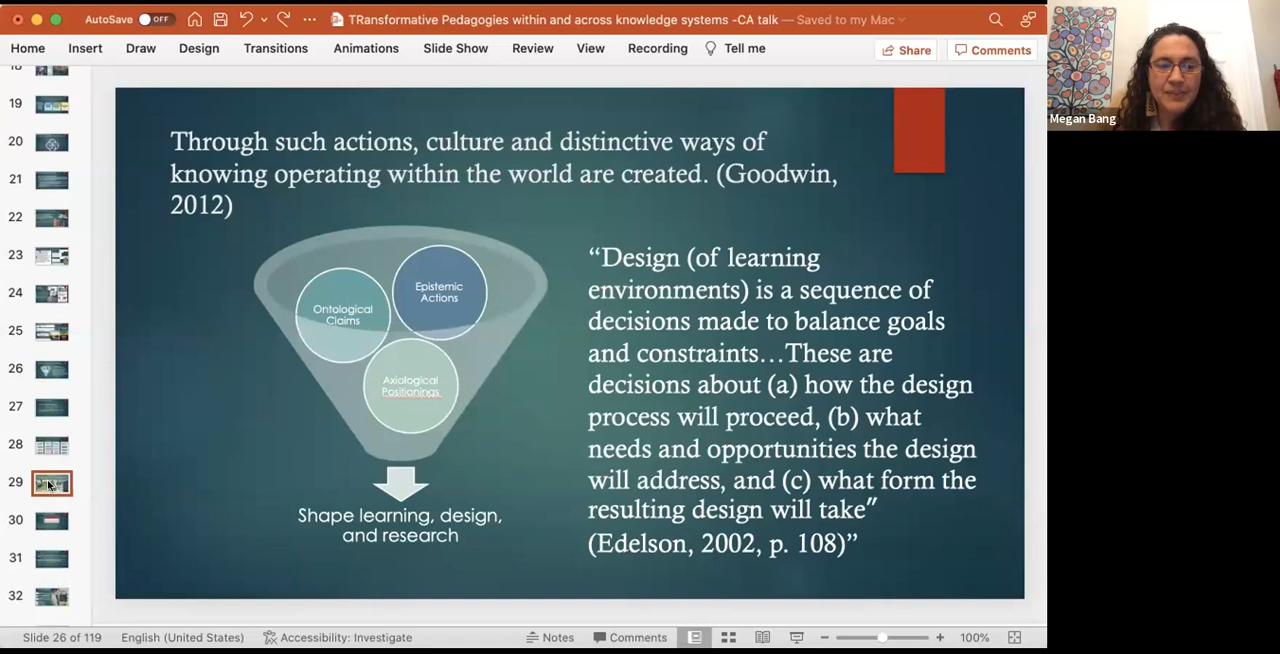 AutoSave OFF
TRansformative Pedagogies within and across knowledge systems -CA talk — Saved to my Mac
Home Insert Draw Design Transitions Animations Slide Show Review View Recording Tell me
Share Comments
Megan Bang
18
19
20
21
22
23
24
25
26
27
28
29
30
31
32
Through such actions, culture and distinctive ways of
knowing operating within the world are created. (Goodwin,
2012)
Ontological
Claims
Epistemic
Actions
Axiological
Positionings
Shape learning, design,
and research
“Design (of learning
environments) is a sequence of
decisions made to balance goals
and constraints…These are
decisions about (a) how the design
process will proceed, (b) what
needs and opportunities the design
will address, and (c) what form the
resulting design will take”
(Edelson, 2002, p. 108)”
Slide 26 of 119 English (United States) Accessibility: Investigate Notes Comments 100%